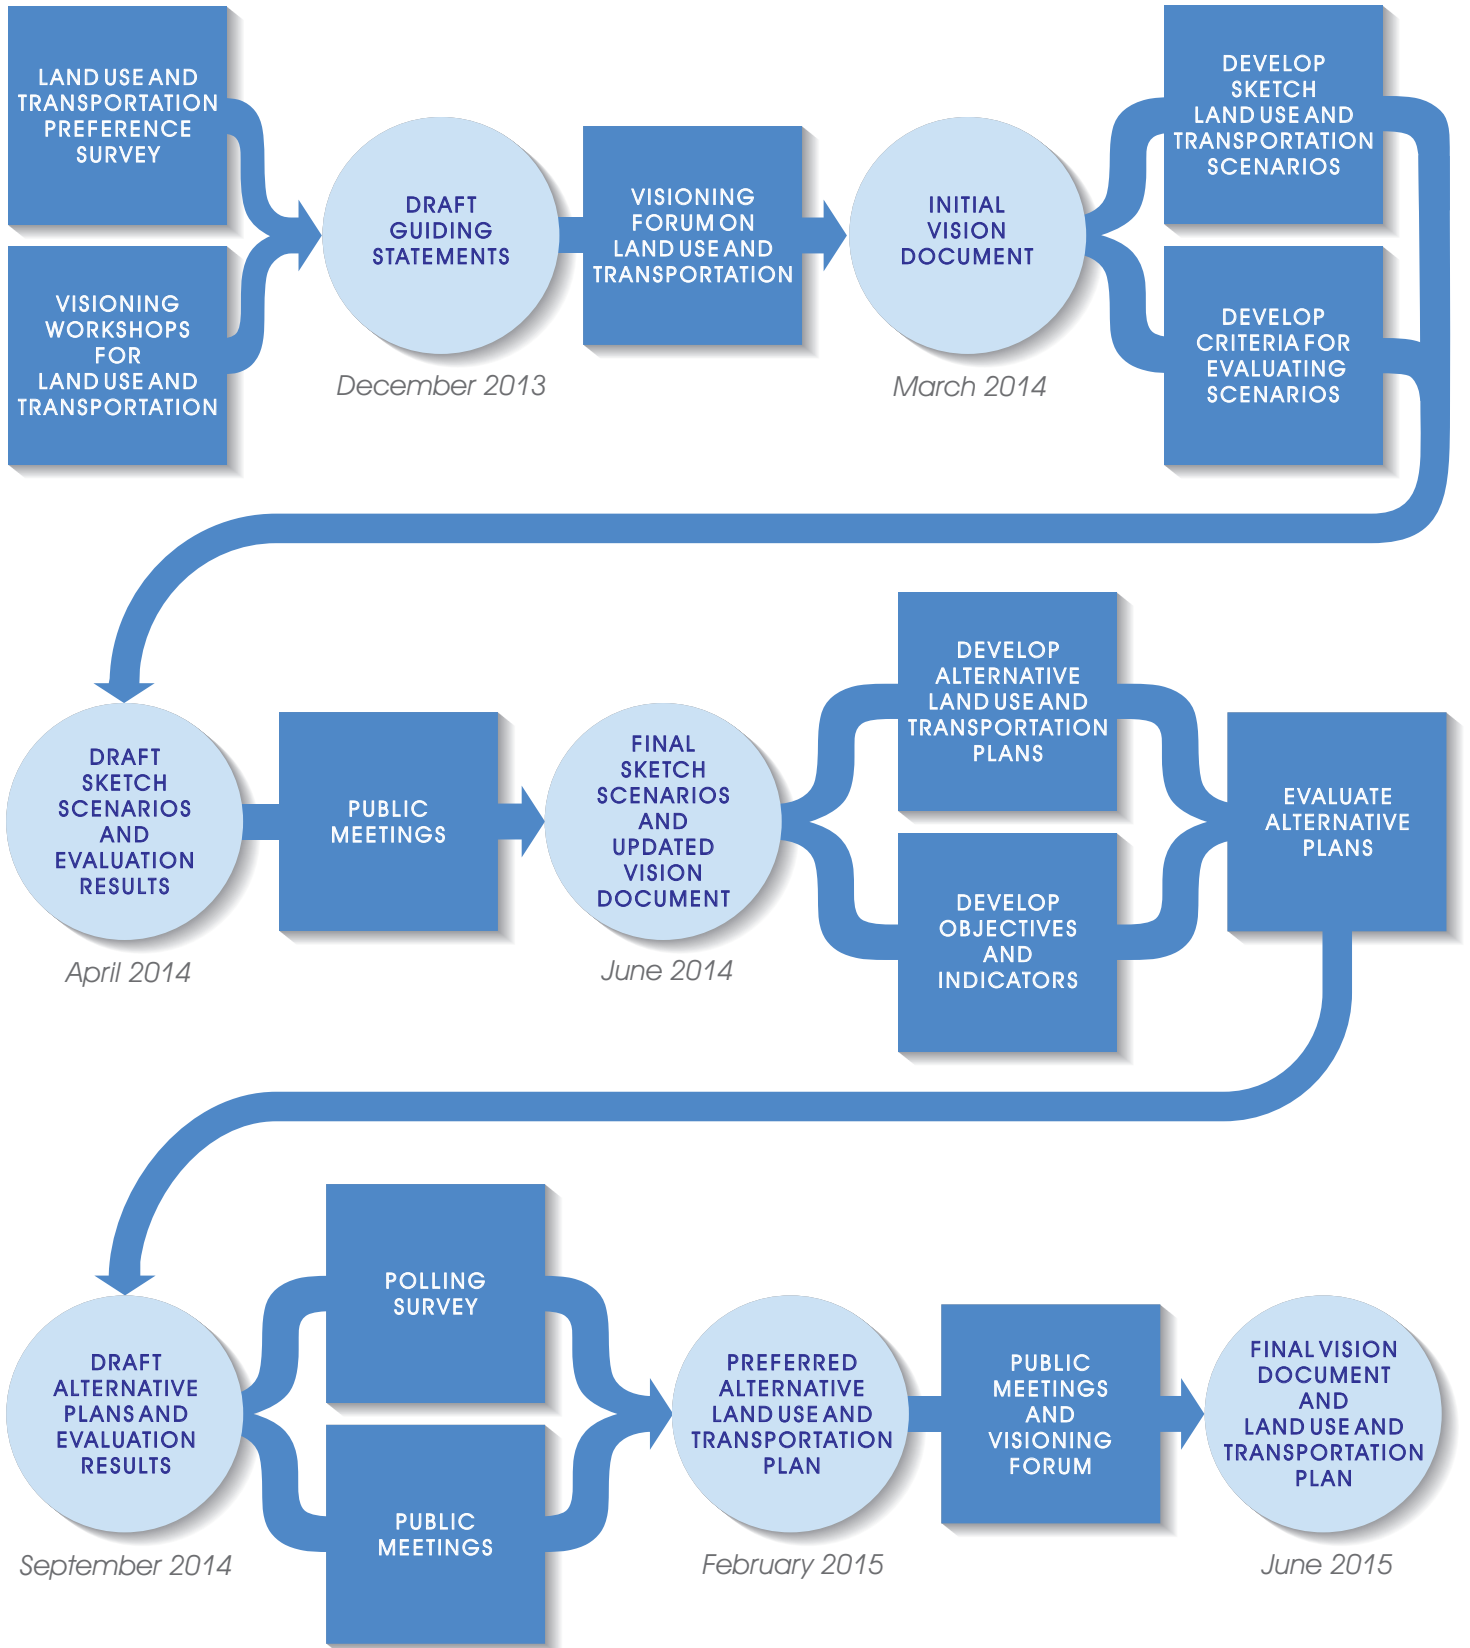 LAND USE AND
TRANSPORTATION
PREFERENCE
SURVEY
VISIONING
WORKSHOPS
FOR
LAND USE AND
TRANSPORTATION
DRAFT
GUIDING
STATEMENTS
December 2013
VISIONING
FORUM ON
LAND USE AND
TRANSPORTATION
INITIAL
VISION
DOCUMENT
March 2014
DEVELOP
SKETCH
LAND USE AND
TRANSPORTATION
SCENARIOS
DEVELOP
CRITERIA FOR
EVALUATING
SCENARIOS
DRAFT
SKETCH
SCENARIOS
AND
EVALUATION
RESULTS
April 2014
PUBLIC
MEETINGS
FINAL
SKETCH
SCENARIOS
AND
UPDATED
VISION
DOCUMENT
June 2014
DEVELOP
ALTERNATIVE
LAND USE AND
TRANSPORTATION
PLANS
DEVELOP
OBJECTIVES
AND
INDICATORS
EVALUATE
ALTERNATIVE
PLANS
DRAFT
ALTERNATIVE
PLANS AND
EVALUATION
RESULTS
September 2014
POLLING
SURVEY
PUBLIC
MEETINGS
PREFERRED
ALTERNATIVE
LAND USE AND
TRANSPORTATION
PLAN
February 2015
PUBLIC
MEETINGS
AND
VISIONING
FORUM
FINAL VISION
DOCUMENT
AND
LAND USE AND
TRANSPORTATION
PLAN
June 2015